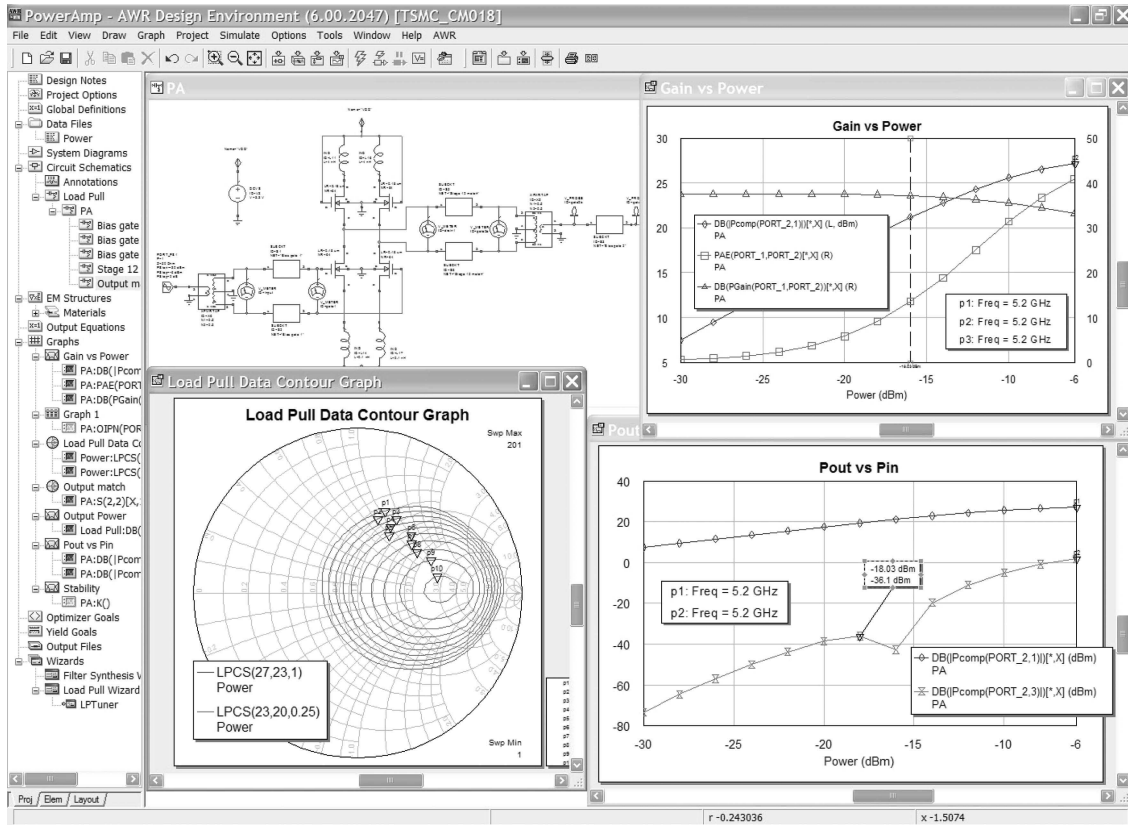 PowerAmp - AWR Design Environment (6.00.2047) [TSMC_CM018]
File Edit View Draw Graph Project Simulate Options Tools Window Help AWR
Design Notes
Project Options
Global Definitions
Data Files
Power
System Diagrams
Circuit Schematics
Annotations
Load Pull
PA
Bias gate
Bias gate
Bias gate
Stage 12
Output m
EM Structures
Materials
Output Equations
Graphs
Gain vs Power
PA:DB(|Pcom
PA:PAE(PORT
PA:DB(PGain(
Graph 1
PA:OIPN(POR
Load Pull Data Co
Power:LPCS(
Power:LPCS(
Output match
PA:S(2,2)[X,
Output Power
Load Pull:DB(
Pout vs Pin
PA:DB(|Pcom
PA:DB(|Pcom
Stability
PA:K()
Optimizer Goals
Yield Goals
Output Files
Wizards
Filter Synthesis W
Load Pull Wizard
LPTuner
Proj Elem Layout
PA
Gain vs Power
Gain vs Power
30
25
20
15
10
5
50
40
30
20
10
0
DB(|Pcomp(PORT_2,1)|)[*,X] (L, dBm)
PA
PAE(PORT_1,PORT_2)[*,X] (R)
PA
DB(PGain(PORT_1,PORT_2))[*,X] (R)
PA
p1: Freq = 5.2 GHz
p2: Freq = 5.2 GHz
p3: Freq = 5.2 GHz
-30 -25 -20 -15 -10 -6
Power (dBm)
Load Pull Data Contour Graph
Load Pull Data Contour Graph
Swp Max
201
p1
p9
p10
LPCS(27,23,1)
Power
LPCS(23,20,0.25)
Power
Swp Min
1
Pout
Pout vs Pin
40
20
0
-20
-40
-60
-80
-18.03 dBm
-36.1 dBm
p1: Freq = 5.2 GHz
p2: Freq = 5.2 GHz
DB(|Pcomp(PORT_2,1)|)[*,X] (dBm)
PA
DB(|Pcomp(PORT_2,3)|)[*,X] (dBm)
PA
-30 -25 -20 -15 -10 -6
Power (dBm)
r -0.243036 x -1.5074